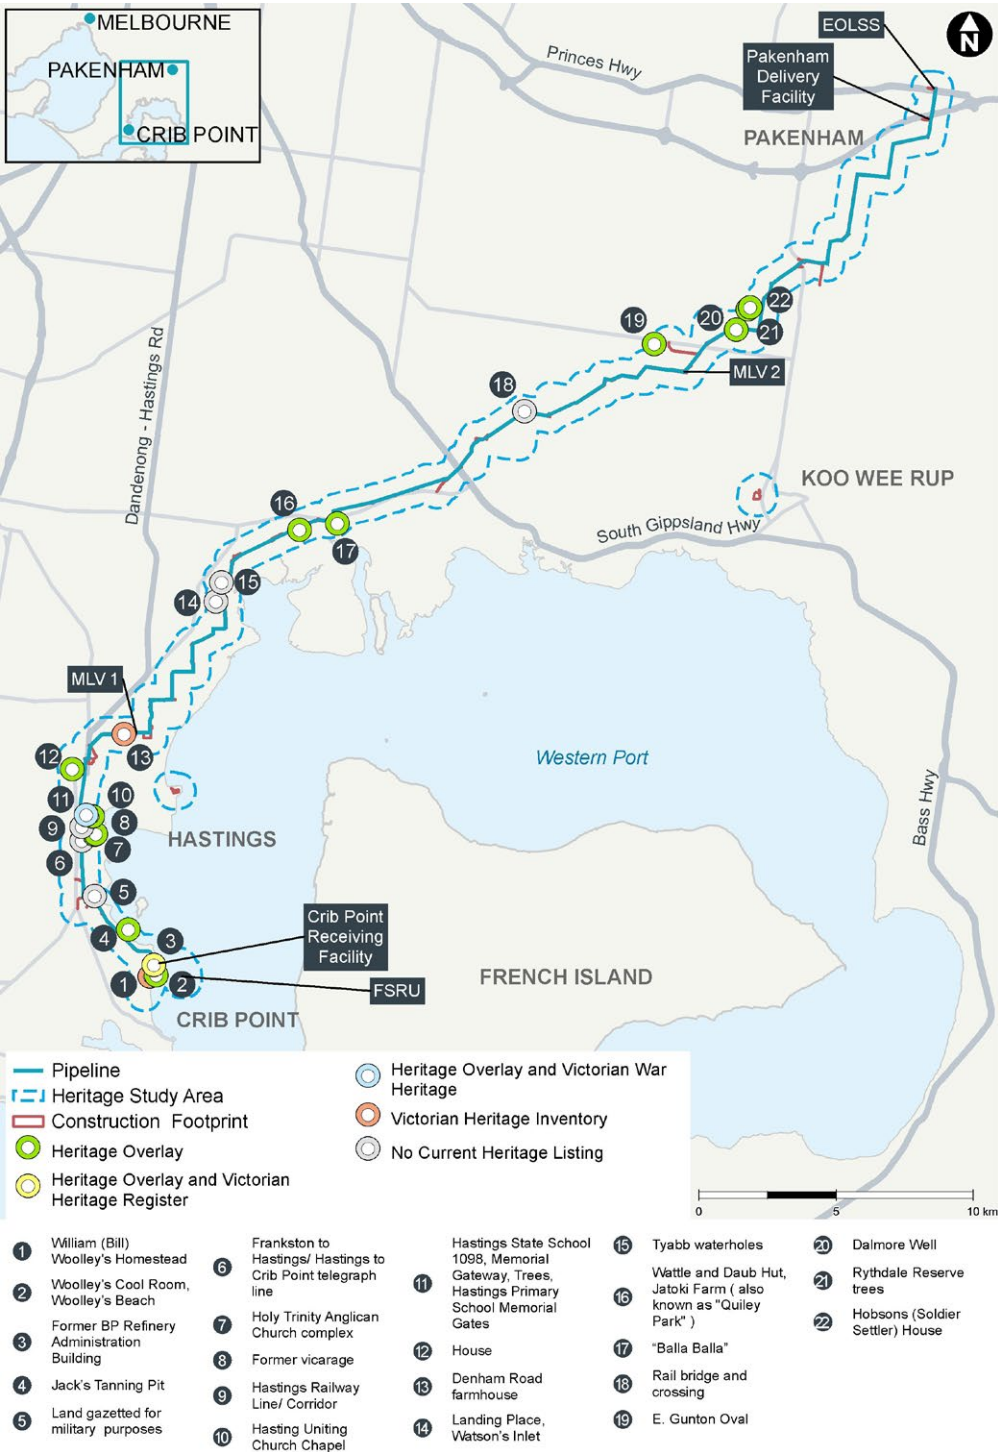 MELBOURNE
PAKENHAM
CRIB POINT
EOLSS
N
Princes Hwy
Pakenham
Delivery
Facility
PAKENHAM
22
20
19
21
MLV 2
18
Dandenong - Hastings Rd
KOO WEE RUP
16
South Gippsland Hwy
17
15
14
MLV 1
12
13
Western Port
10
11
8
9
7
6
HASTINGS
Bass Hwy
5
Crib Point
Receiving
Facility
4
3
FRENCH ISLAND
1
2
FSRU
CRIB POINT
Pipeline
Heritage Study Area
Construction Footprint
Heritage Overlay
Heritage Overlay and Victorian
Heritage Register
Heritage Overlay and Victorian War
Heritage
Victorian Heritage Inventory
No Current Heritage Listing
0 5 10 km
1 William (Bill)
Woolley's Homestead
2 Woolley's Cool Room,
Woolley's Beach
3 Former BP Refinery
Administration
Building
4 Jack's Tanning Pit
5 Land gazetted for
military purposes
6 Frankston to
Hastings/ Hastings to
Crib Point telegraph
line
7 Holy Trinity Anglican
Church complex
8 Former vicarage
9 Hastings Railway
Line/ Corridor
10 Hasting Uniting
Church Chapel
11 Hastings State School
1098, Memorial
Gateway, Trees,
Hastings Primary
School Memorial
Gates
12 House
13 Denham Road
farmhouse
14 Landing Place,
Watson's Inlet
15 Tyabb waterholes
16 Wattle and Daub Hut,
Jatoki Farm ( also
known as "Quiley
Park" )
17 "Balla Balla"
18 Rail bridge and
crossing
19 E. Gunton Oval
20 Dalmore Well
21 Rythdale Reserve
trees
22 Hobsons (Soldier
Settler) House